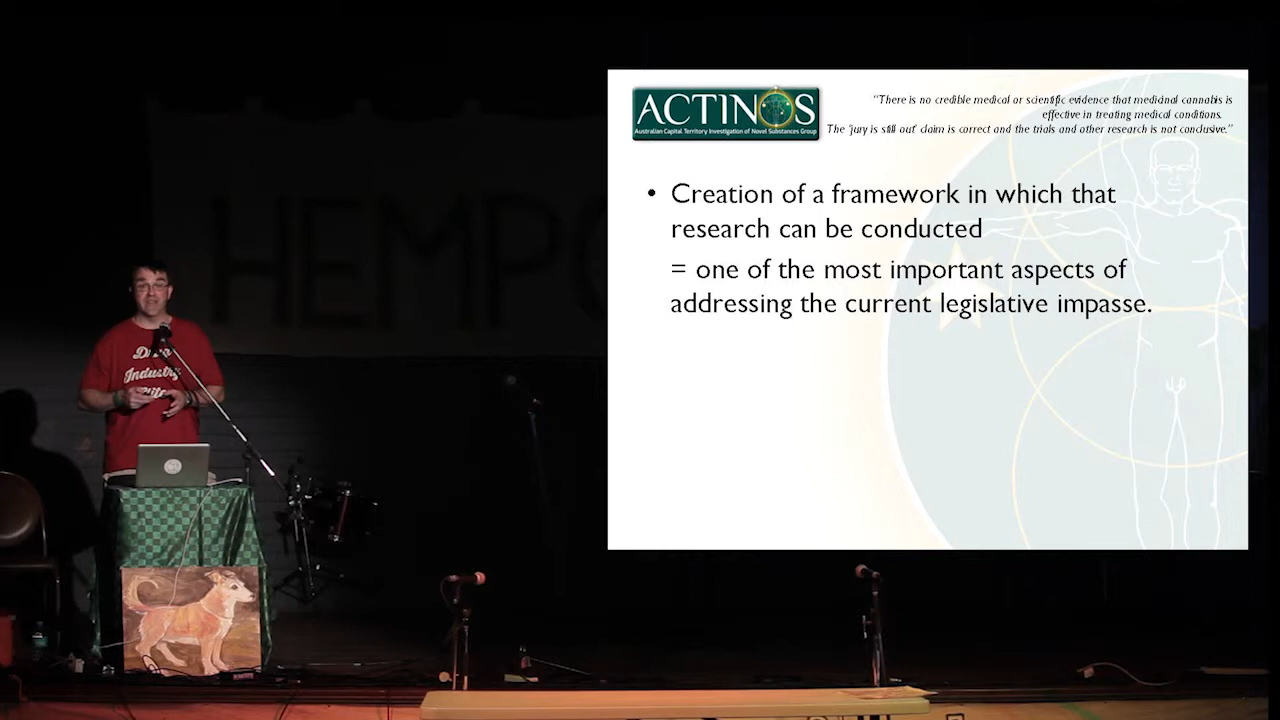 HEMP
Drug
Industry
Elite
ACTINOS
Australian Capital Territory Investigation of Novel Substances Group
"There is no credible medical or scientific evidence that medicinal cannabis is
effective in treating medical conditions.
The 'jury is still out' claim is correct and the trials and other research is not conclusive."
• Creation of a framework in which that
research can be conducted
= one of the most important aspects of
addressing the current legislative impasse.